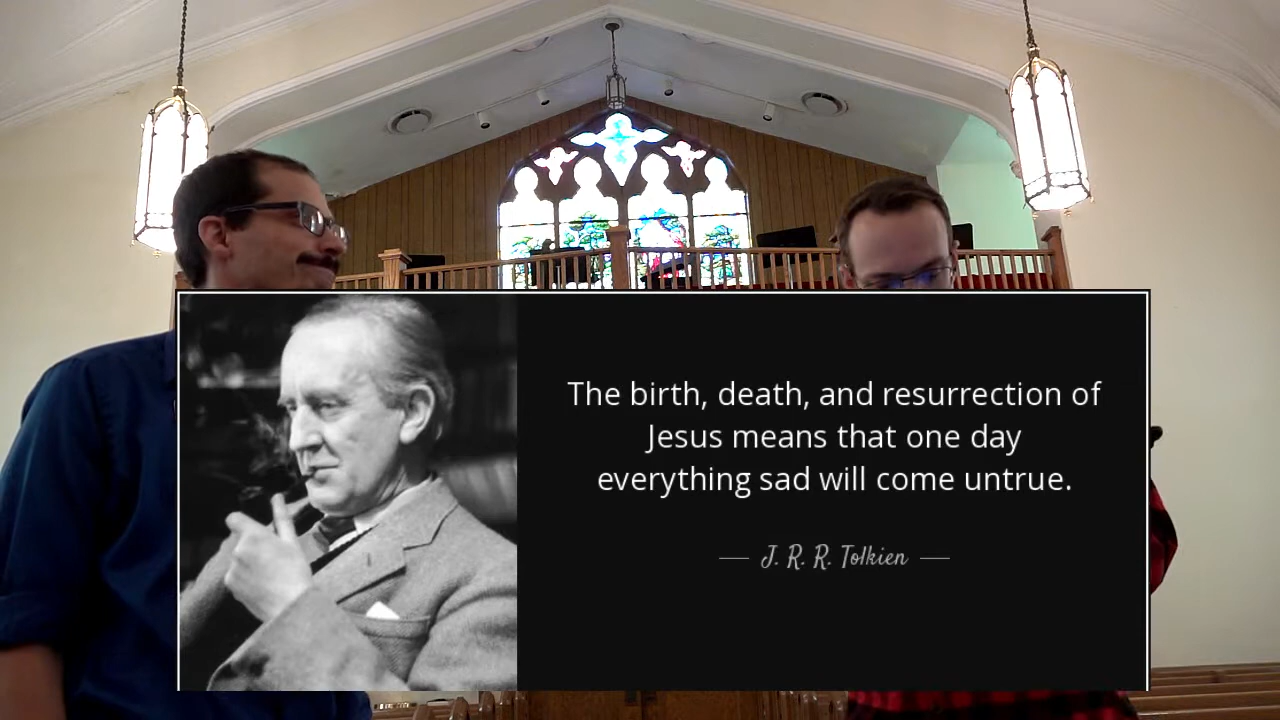 The birth, death, and resurrection of
Jesus means that one day
everything sad will come untrue.
J. R. R. Tolkien